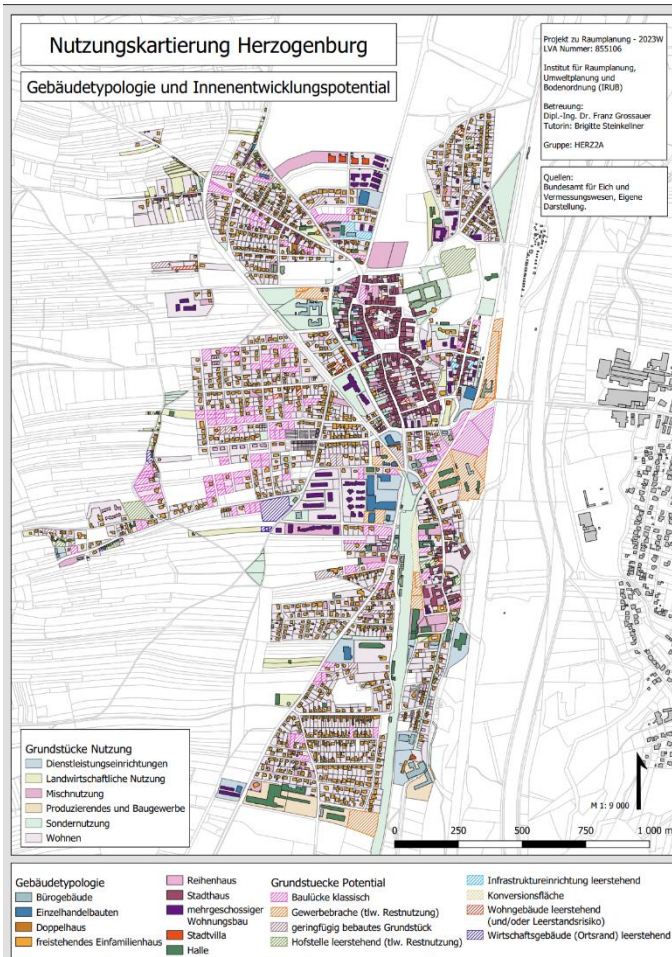 Nutzungskartierung Herzogenburg
Gebäudetypologie und Innenentwicklungspotential
Projekt zu Raumplanung - 2023W
LVA Nummer: 855106
Institut für Raumplanung,
Umweltplanung und
Bodenordnung (IRUB)
Betreuung:
Dipl.-Ing. Dr. Franz Grossauer
Tutorin: Brigitte Steinkellner
Gruppe: HERZ2A
Quellen:
Bundesamt für Eich und
Vermessungswesen, Eigene
Darstellung.
Grundstücke Nutzung
Dienstleistungseinrichtungen
Landwirtschaftliche Nutzung
Mischnutzung
Produzierendes und Baugewerbe
Sondernutzung
Wohnen
M 1: 9 000
0 250 500 750 1 000 m
Gebäudetypologie
Bürogebäude
Einzelhandelbauten
Doppelhaus
freistehendes Einfamilienhaus
Reihenhaus
Stadthaus
mehrgeschossiger
Wohnungsbau
Stadtvilla
Halle
Grundstuecke Potential
Baulücke klassisch
Gewerbebrache (tlw. Restnutzung)
geringfügig bebautes Grundstück
Hofstelle leerstehend (tlw. Restnutzung)
Infrastruktureinrichtung leerstehend
Konversionsfläche
Wohngebäude leerstehend
(und/oder Leerstandsrisiko)
Wirtschaftsgebäude (Ortsrand) leerstehend